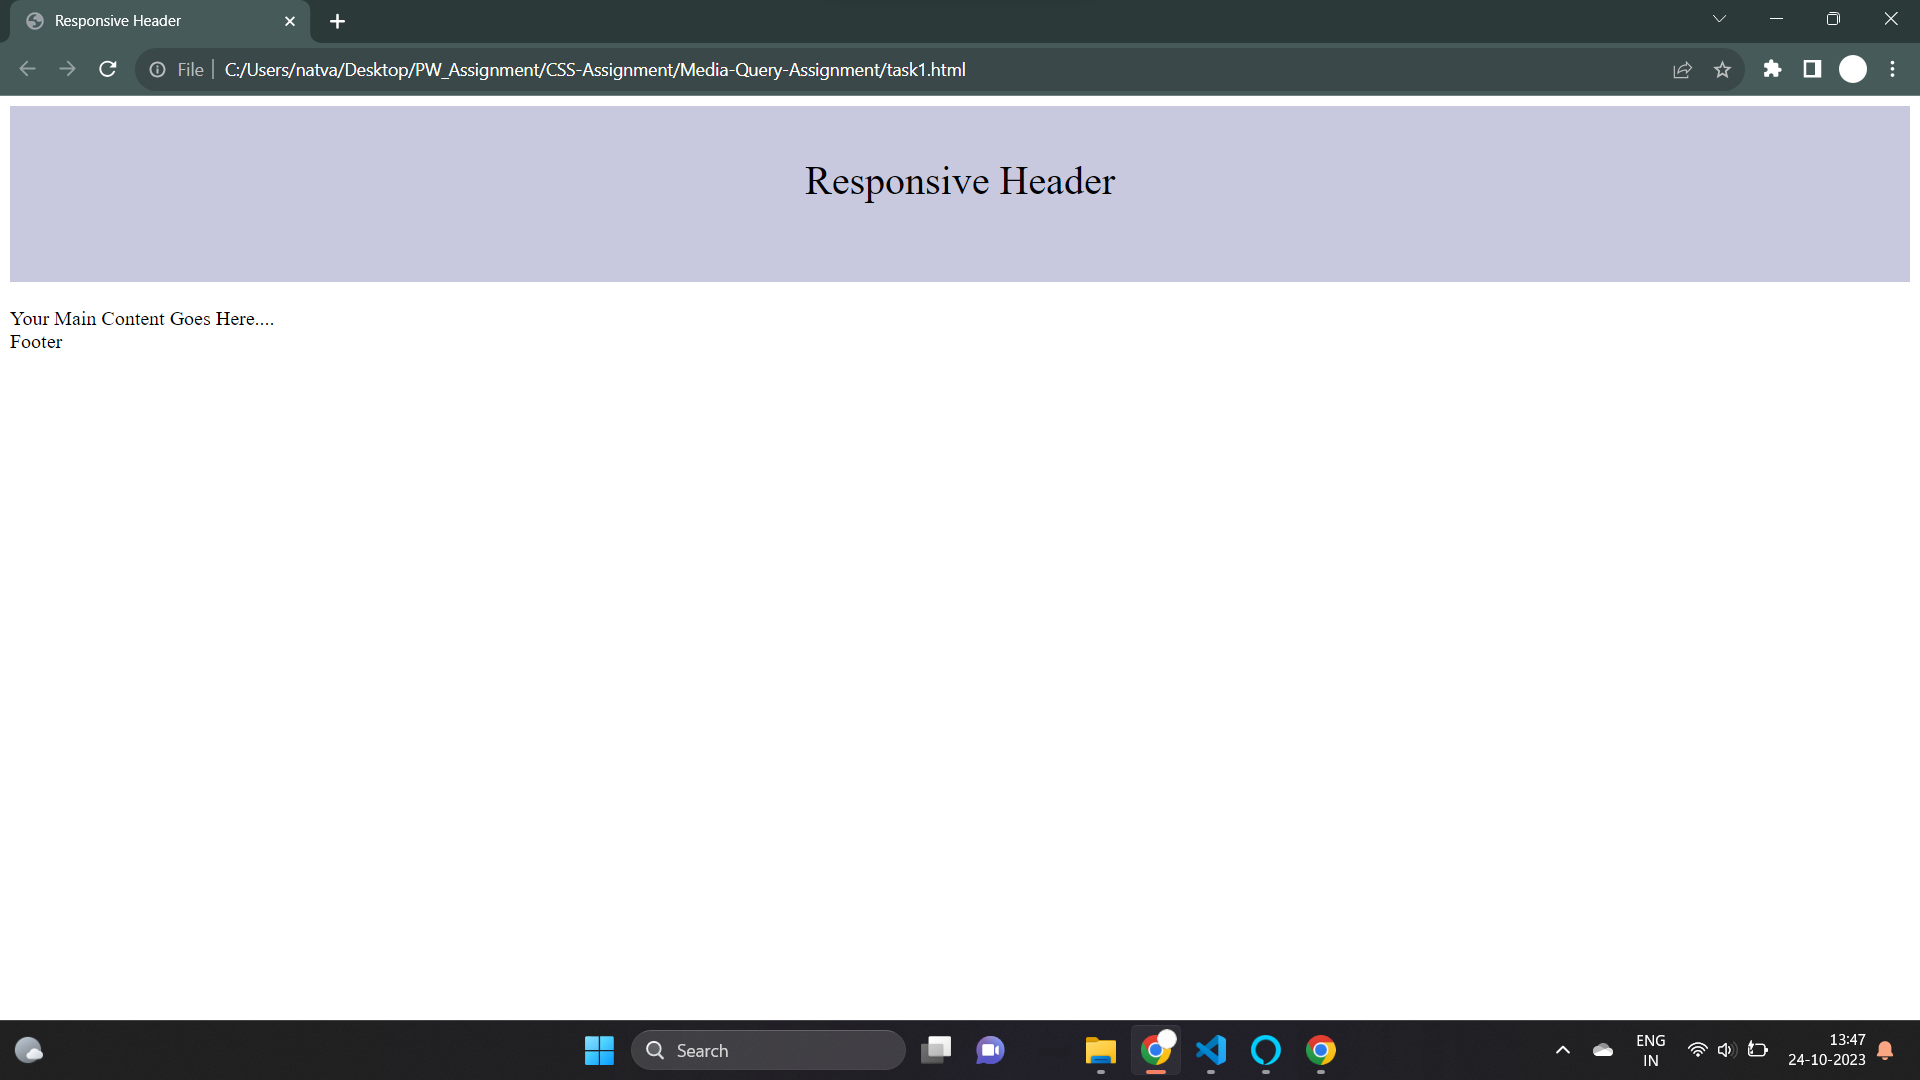 Responsive Header
File
C:/Users/natva/Desktop/PW_Assignment/CSS-Assignment/Media-Query-Assignment/task1.html
Responsive Header
Your Main Content Goes Here....
Footer
Search
ENG
IN
13:47
24-10-2023